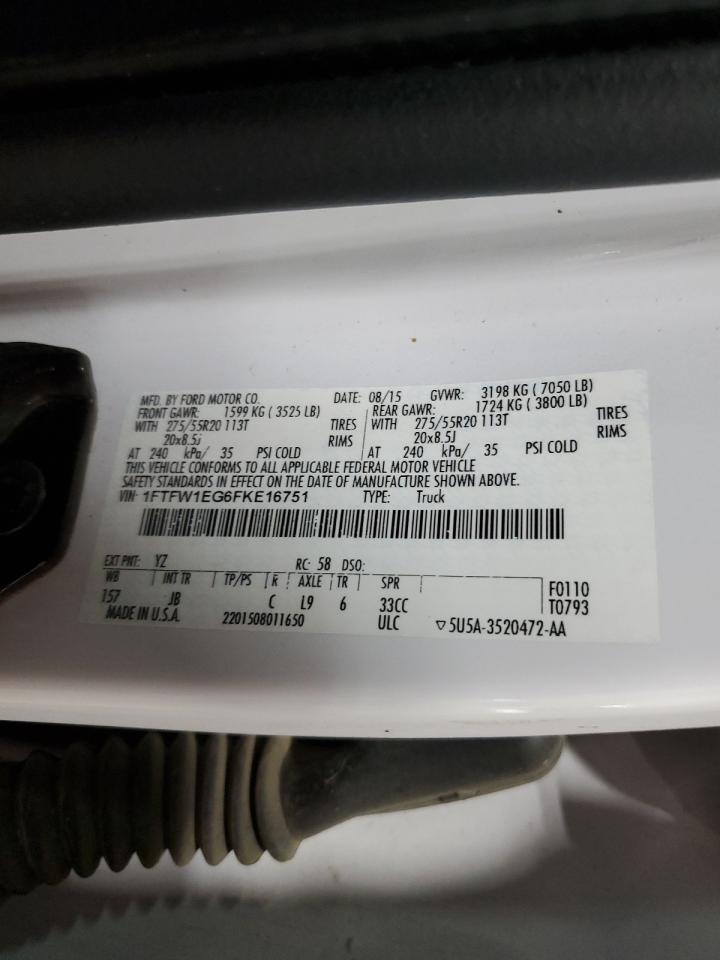 MFD. BY FORD MOTOR CO. DATE: 08/15 GVWR: 3198 KG ( 7050 LB)
FRONT GAWR: 1599 KG ( 3525 LB) REAR GAWR: 1724 KG ( 3800 LB)
WITH 275/55R20 113T TIRES WITH 275/55R20 113T TIRES
20x8.5J RIMS 20x8.5J RIMS
AT 240 kPa/ 35 PSI COLD AT 240 kPa/ 35 PSI COLD
THIS VEHICLE CONFORMS TO ALL APPLICABLE FEDERAL MOTOR VEHICLE
SAFETY STANDARDS IN EFFECT ON THE DATE OF MANUFACTURE SHOWN ABOVE.
VIN: 1FTFW1EG6FKE16751 TYPE: Truck
EXT PNT: YZ RC: 58 DSO:
WB INT TR TP/PS R AXLE TR SPR F0110
157 JB C L9 6 33CC T0793
MADE IN U.S.A. 2201508011650 ULC ▽5U5A-3520472-AA